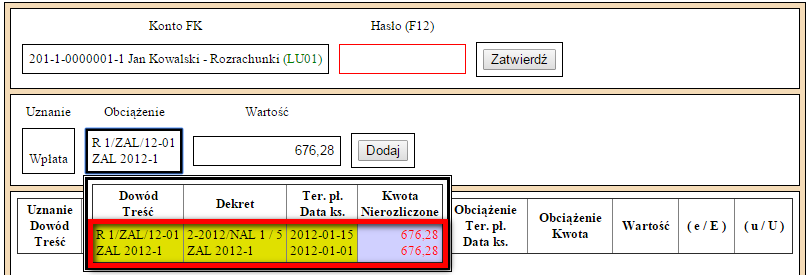 Konto FK Hasło (F12)
201-1-0000001-1 Jan Kowalski - Rozrachunki (LU01) Zatwierdź
Uznanie Obciążenie Wartość
Wpłata R 1/ZAL/12-01 676,28 Dodaj
ZAL 2012-1
Dowód Dekret Ter. pł. Kwota
Treść Data ks. Nierozliczone
R 1/ZAL/12-01 2-2012/NAL 1 / 5 2012-01-15 676,28
ZAL 2012-1 ZAL 2012-1 2012-01-01 676,28
Uznanie Obciążenie Obciążenie Wartość ( e / E ) ( u / U )
Dowód Ter. pł. Kwota
Treść Data ks.